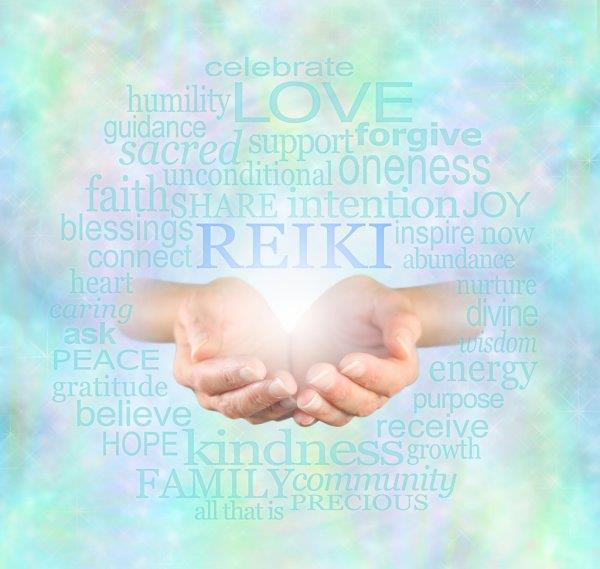 celebrate
humility LOVE
guidance
sacred support forgive
unconditional oneness
faith SHARE intention JOY
blessings REIKI inspire now
connect abundance
heart nurture
caring divine
ask wisdom
PEACE energy
gratitude purpose
believe receive
HOPE kindness growth
FAMILY community
all that is PRECIOUS